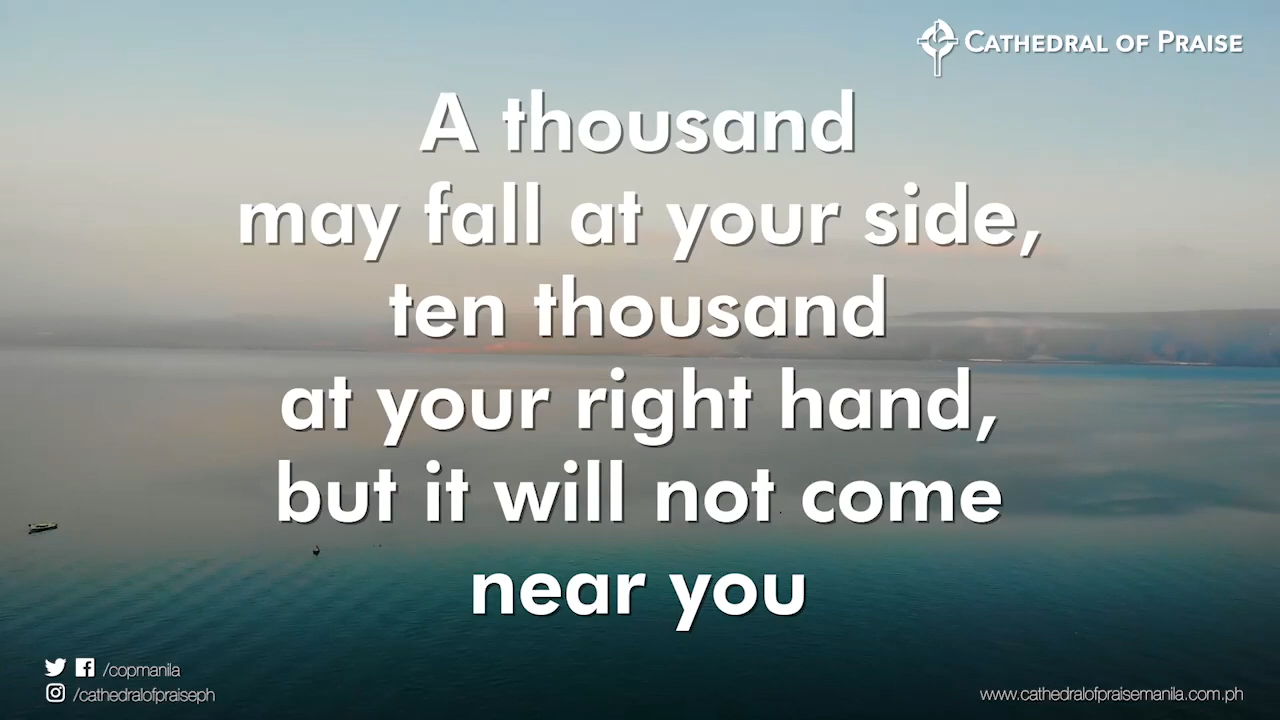 CATHEDRAL OF PRAISE
A thousand
may fall at your side,
ten thousand
at your right hand,
but it will not come
near you
/copmanila
/cathedralofpraiseph
www.cathedralofpraisemanila.com.ph